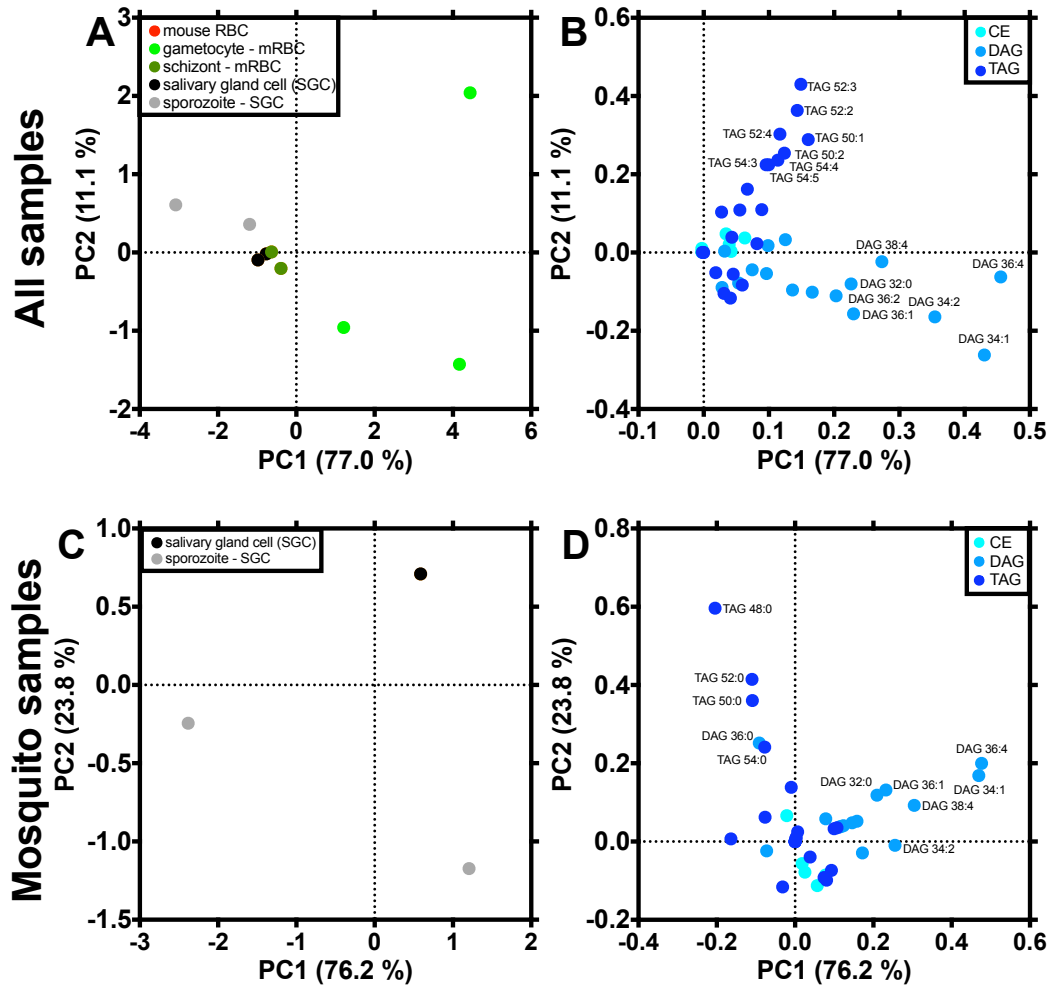 All samples
A
mouse RBC
gametocyte - mRBC
schizont - mRBC
salivary gland cell (SGC)
sporozoite - SGC
3
2
1
0
-1
-2
PC2 (11.1 %)
-4
-2
0
2
4
6
PC1 (77.0 %)
B
CE
DAG
TAG
0.6
0.4
0.2
0.0
-0.2
-0.4
PC2 (11.1 %)
TAG 52:3
TAG 52:2
TAG 52:4
TAG 50:1
TAG 50:2
TAG 54:3
TAG 54:4
TAG 54:5
DAG 38:4
DAG 36:4
DAG 32:0
DAG 36:2
DAG 34:2
DAG 36:1
DAG 34:1
-0.1
0.0
0.1
0.2
0.3
0.4
0.5
PC1 (77.0 %)
Mosquito samples
C
salivary gland cell (SGC)
sporozoite - SGC
1.0
0.5
0.0
-0.5
-1.0
-1.5
PC2 (23.8 %)
-3
-2
-1
0
1
2
PC1 (76.2 %)
D
CE
DAG
TAG
0.8
0.6
0.4
0.2
0.0
-0.2
PC2 (23.8 %)
TAG 48:0
TAG 52:0
TAG 50:0
DAG 36:0
TAG 54:0
DAG 36:4
DAG 32:0
DAG 36:1
DAG 34:1
DAG 38:4
DAG 34:2
-0.4
-0.2
0.0
0.2
0.4
0.6
PC1 (76.2 %)